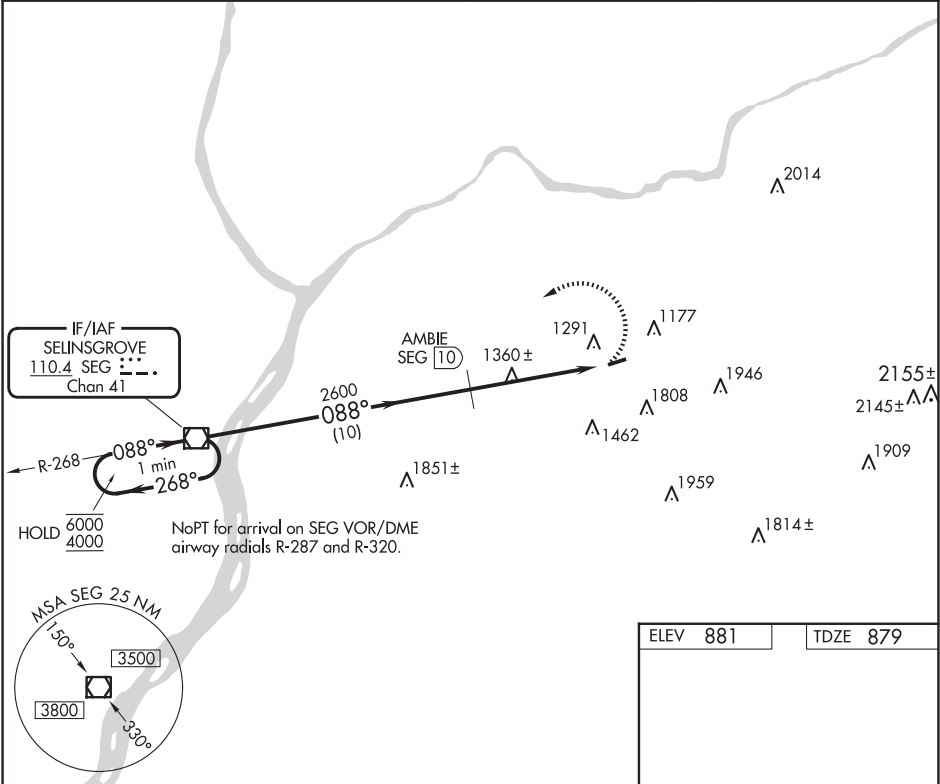 2014
IF/IAF
SELINSGROVE
110.4 SEG
Chan 41
AMBIE
SEG 10
1360 ±
1291
1177
2600
088°
(10)
1946
1808
1462
2155±
2145±
1909
R-268
088°
1 min
268°
1851±
1959
1814 ±
HOLD 6000
4000
NoPT for arrival on SEG VOR/DME
airway radials R-287 and R-320.
MSA SEG 25 NM
150°
3500
3800
330°
ELEV 881
TDZE 879